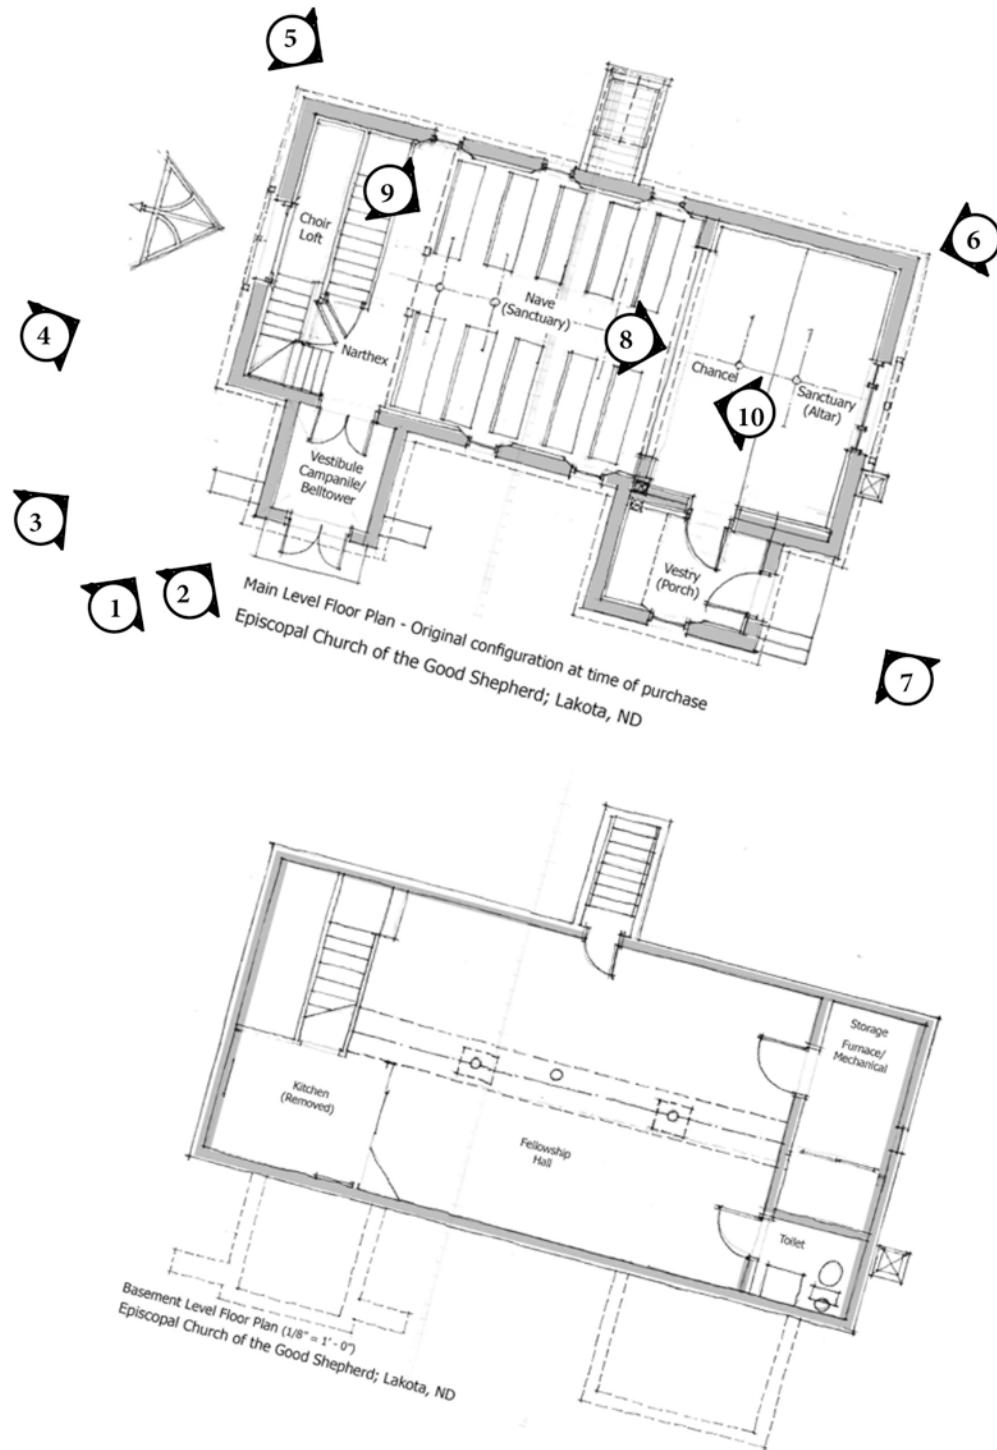 5
9
6
Choir
Loft
4
Nave
(Sanctuary)
8
Narthex
Chancel
Sanctuary
(Altar)
10
Vestibule
Campanile/
Belltower
3
Vestry
(Porch)
1
2
7
Main Level Floor Plan - Original configuration at time of purchase
Episcopal Church of the Good Shepherd; Lakota, ND
Storage
Furnace/
Mechanical
Kitchen
(Removed)
Fellowship
Hall
Toilet
Basement Level Floor Plan (1/8" = 1' - 0")
Episcopal Church of the Good Shepherd; Lakota, ND